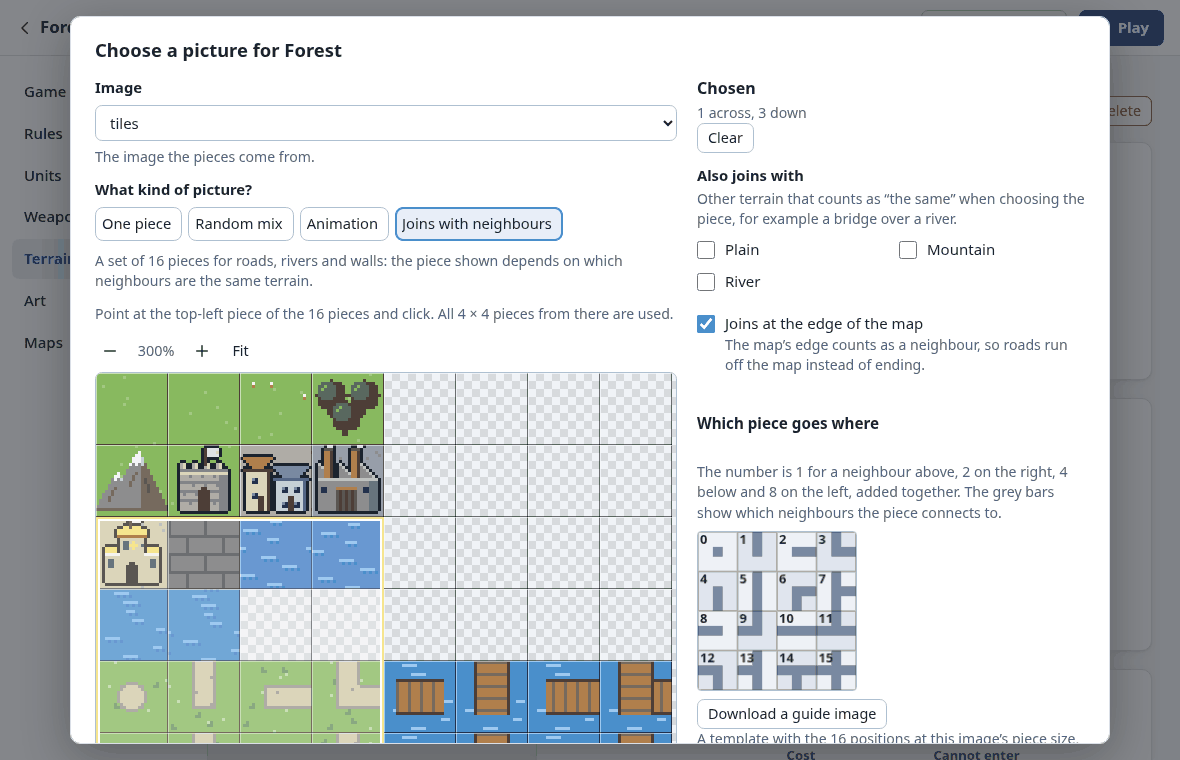 Fore
Play
Choose a picture for Forest
Image
tiles
The image the pieces come from.
What kind of picture?
One piece
Random mix
Animation
Joins with neighbours
A set of 16 pieces for roads, rivers and walls: the piece shown depends on which
neighbours are the same terrain.
Point at the top-left piece of the 16 pieces and click. All 4 × 4 pieces from there are used.
300%
Fit
Game
Rules
Units
Weapo
Terrain
Art
Maps
Chosen
1 across, 3 down
Clear
Also joins with
Other terrain that counts as “the same” when choosing the
piece, for example a bridge over a river.
Plain
Mountain
River
Joins at the edge of the map
The map’s edge counts as a neighbour, so roads run
off the map instead of ending.
Which piece goes where
The number is 1 for a neighbour above, 2 on the right, 4
below and 8 on the left, added together. The grey bars
show which neighbours the piece connects to.
0 1 2 3
4 5 6 7
8 9 10 11
12 13 14 15
Download a guide image
A template with the 16 positions at this image’s piece size.
elete
Cost
Cannot enter